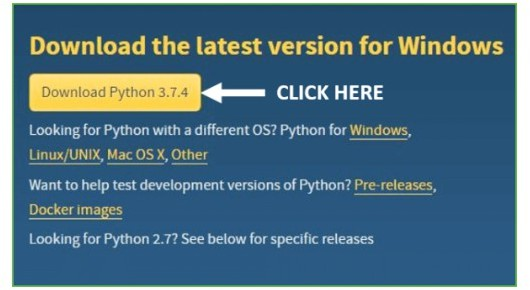 Download the latest version for Windows
Download Python 3.7.4 CLICK HERE
Looking for Python with a different OS? Python for Windows,
Linux/UNIX, Mac OS X, Other
Want to help test development versions of Python? Pre-releases,
Docker images
Looking for Python 2.7? See below for specific releases